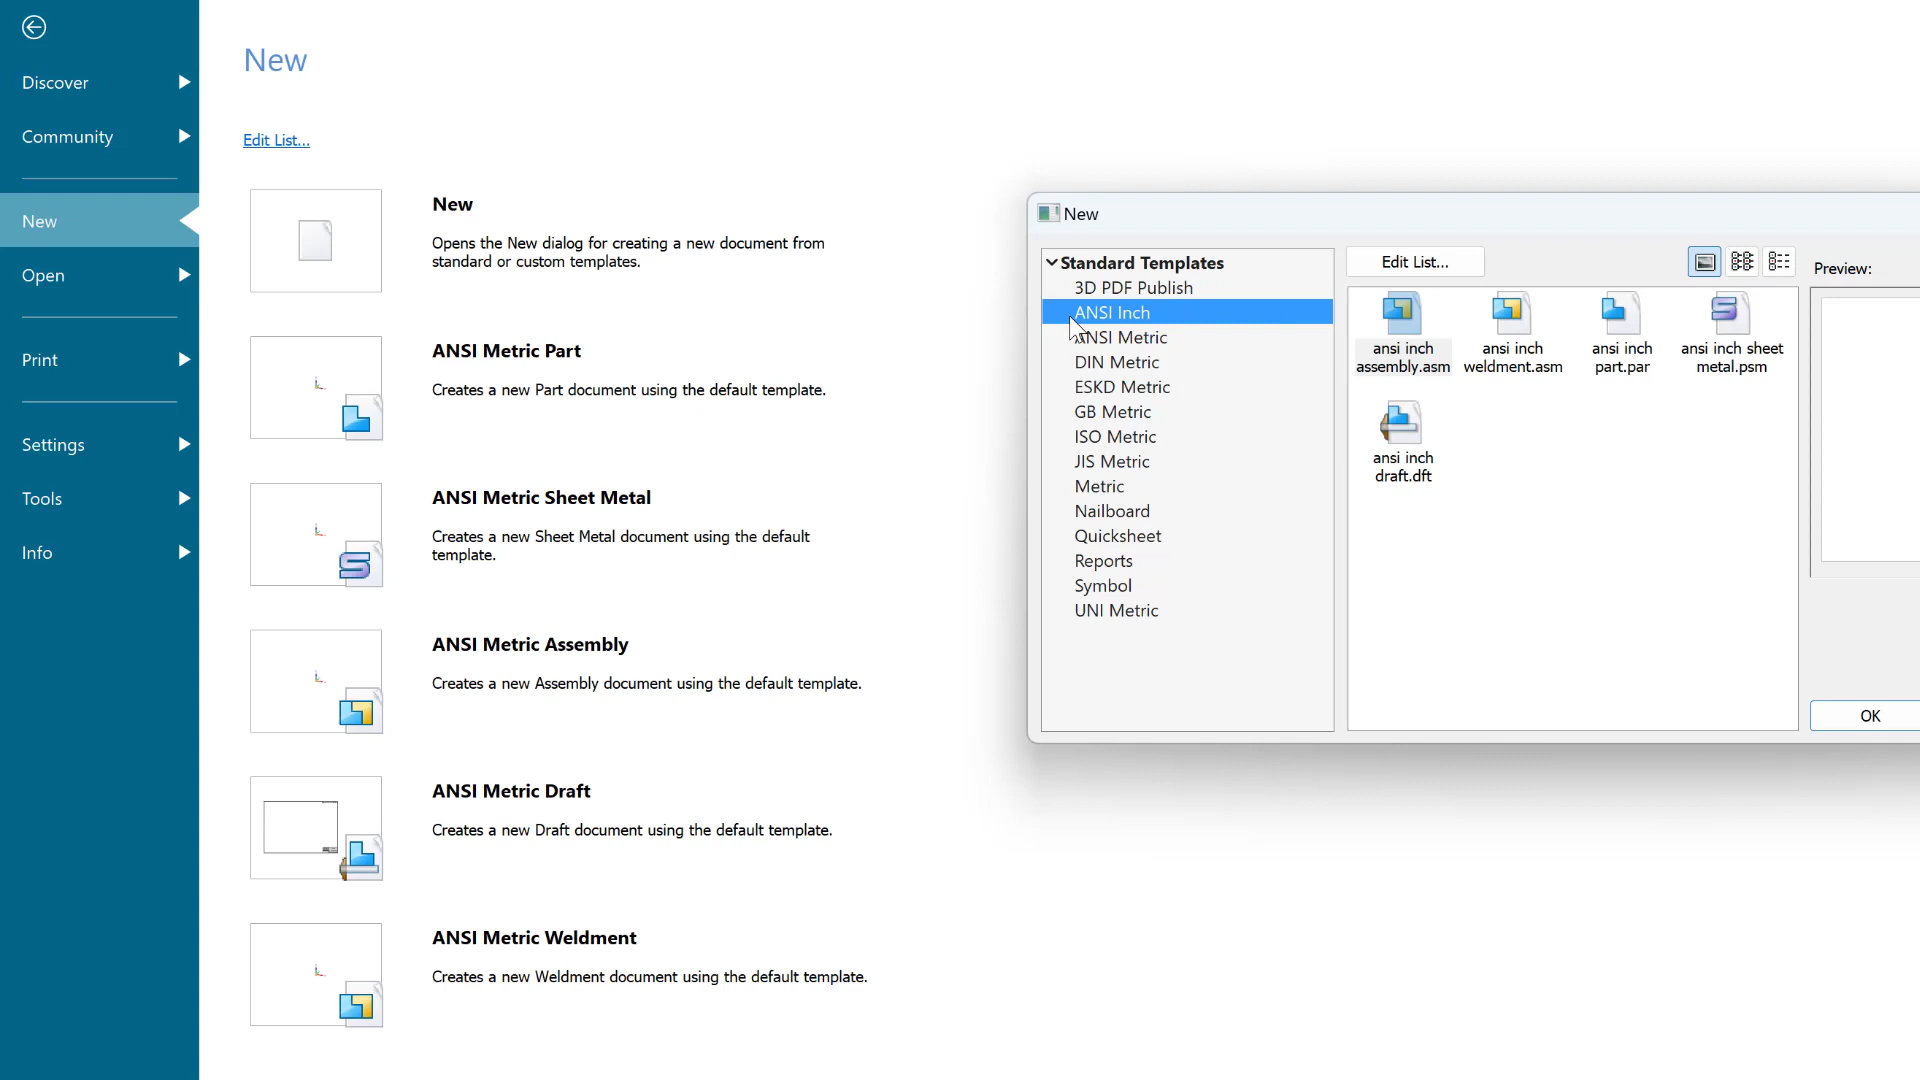 Discover
Community
New
Open
Print
Settings
Tools
Info
New
Edit List...
New
Opens the New dialog for creating a new document from
standard or custom templates.
ANSI Metric Part
Creates a new Part document using the default template.
ANSI Metric Sheet Metal
Creates a new Sheet Metal document using the default
template.
ANSI Metric Assembly
Creates a new Assembly document using the default template.
ANSI Metric Draft
Creates a new Draft document using the default template.
ANSI Metric Weldment
Creates a new Weldment document using the default template.
New
Standard Templates
3D PDF Publish
ANSI Inch
ANSI Metric
DIN Metric
ESKD Metric
GB Metric
ISO Metric
JIS Metric
Metric
Nailboard
Quicksheet
Reports
Symbol
UNI Metric
Edit List...
ansi inch
assembly.asm
ansi inch
weldment.asm
ansi inch
part.par
ansi inch sheet
metal.psm
ansi inch
draft.dft
Preview:
OK